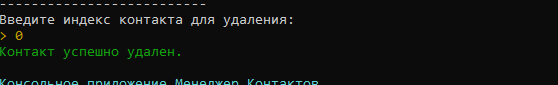 --------------------------
Введите индекс контакта для удаления:
> 0
Контакт успешно удален.
Консольное приложение Менеджер Контактов